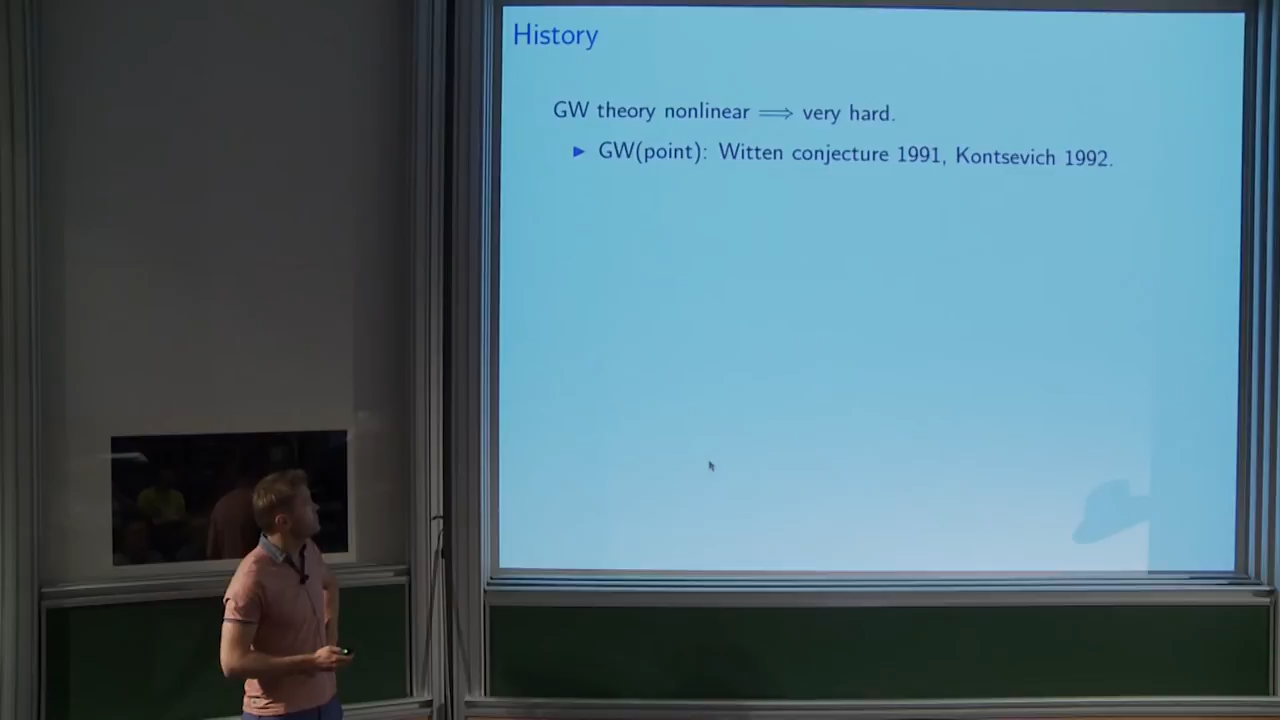 History
GW theory nonlinear ⟹ very hard.
▶ GW(point): Witten conjecture 1991, Kontsevich 1992.